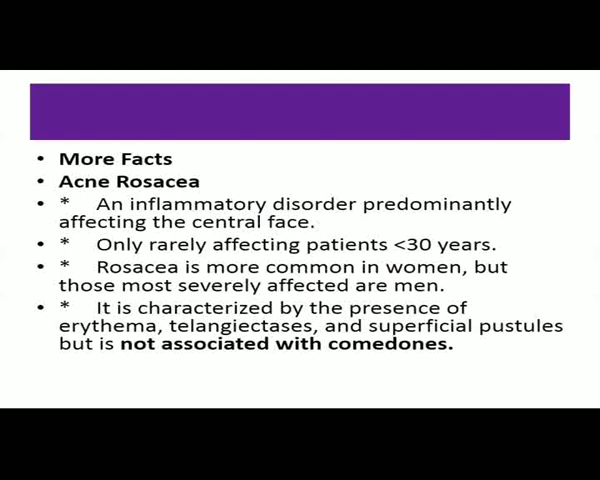 • More Facts
• Acne Rosacea
• * An inflammatory disorder predominantly
affecting the central face.
• * Only rarely affecting patients <30 years.
• * Rosacea is more common in women, but
those most severely affected are men.
• * It is characterized by the presence of
erythema, telangiectases, and superficial pustules
but is not associated with comedones.